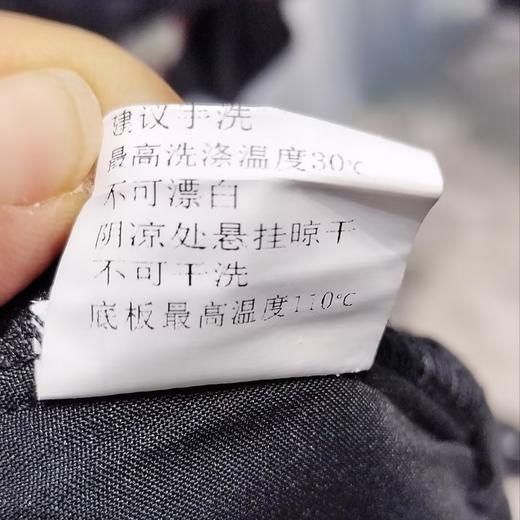 建议手洗
最高洗涤温度30℃
不可漂白
阴凉处悬挂晾干
不可干洗
底板最高温度110℃